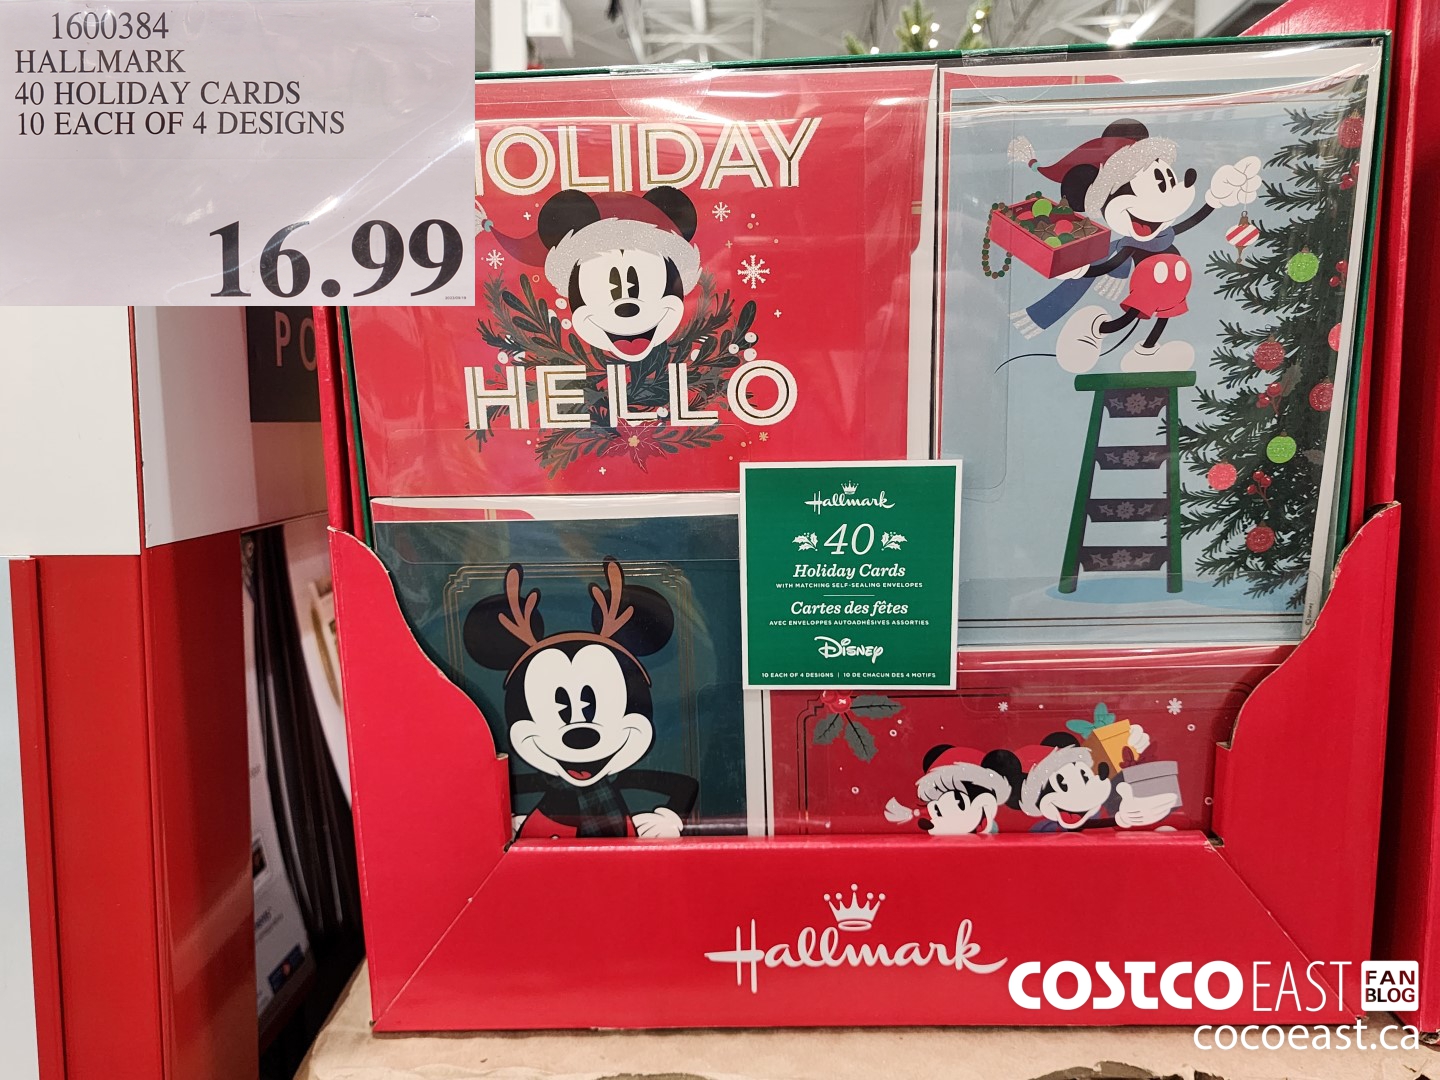 1600384
HALLMARK
40 HOLIDAY CARDS
10 EACH OF 4 DESIGNS
16.99
PO
HOLIDAY
HELLO
Hallmark
40
Holiday Cards
WITH MATCHING SELF-SEALING ENVELOPES
Cartes des fêtes
AVEC ENVELOPPES AUTOADHÉSIVES ASSORTIES
Disney
10 EACH OF 4 DESIGNS | 10 DE CHACUN DES 4 MOTIFS
Hallmark
COSTCO EAST FAN BLOG
cocoeast.ca